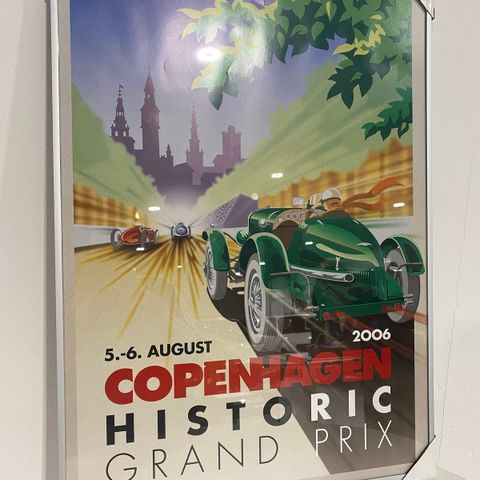 5.-6. AUGUST
2006
COPENHAGEN
HISTORIC
GRAND PRIX